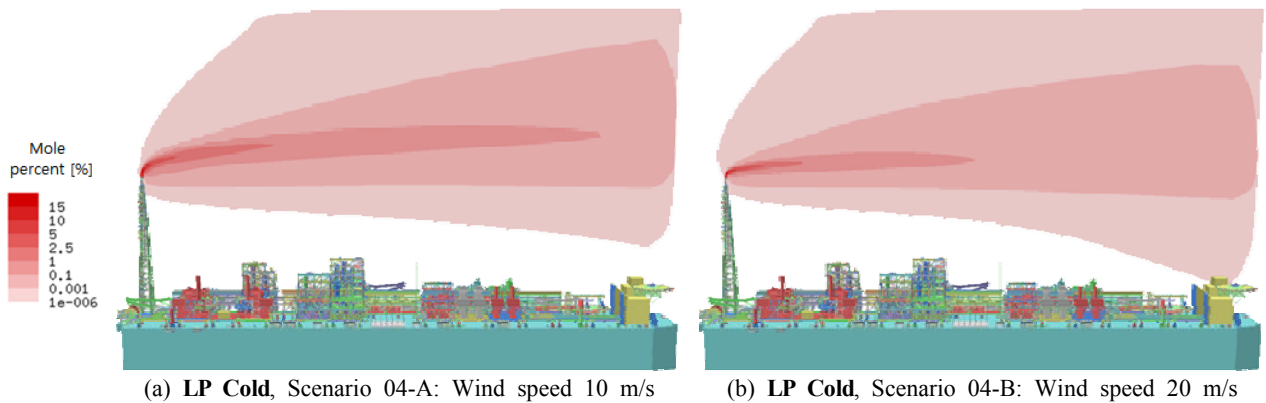 Mole
percent [%]
15
10
5
2.5
1
0.1
0.001
1e-006
(a) LP Cold, Scenario 04-A: Wind speed 10 m/s
(b) LP Cold, Scenario 04-B: Wind speed 20 m/s